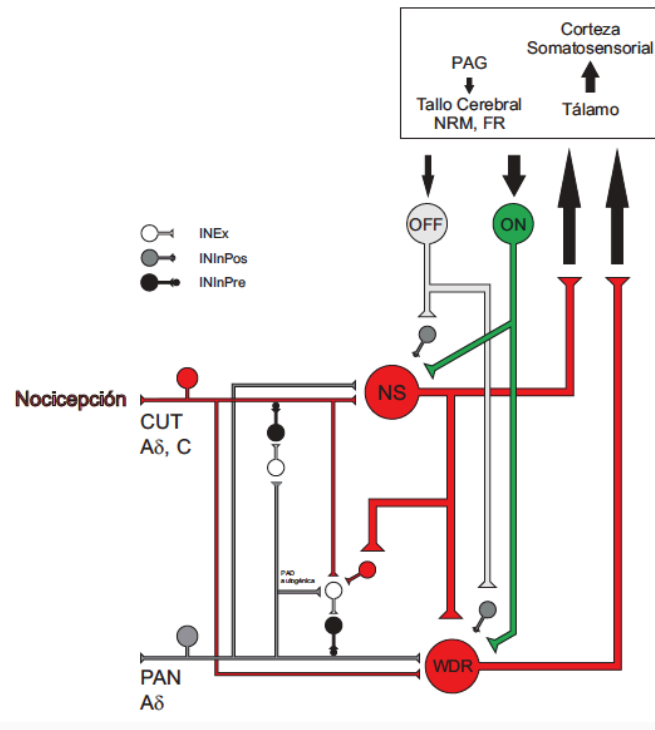 Corteza
Somatosensorial
PAG
Tallo Cerebral
NRM, FR
Tálamo
OFF
ON
INEx
INInPos
INInPre
Nocicepción
NS
CUT
Aδ, C
PAD
autogénica
WDR
PAN
Aδ